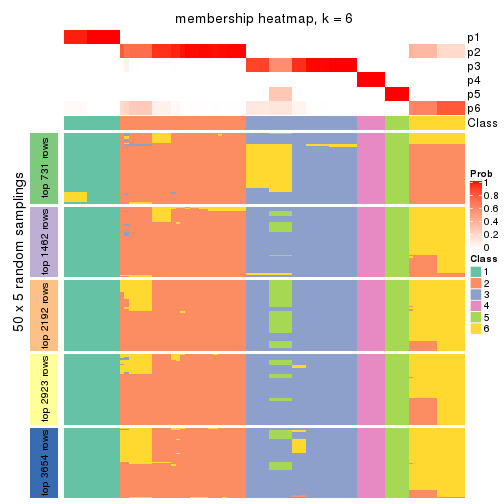 membership heatmap, k = 6
p1
p2
p3
p4
p5
p6
Class
50 x 5 random samplings
top 731 rows
top 1462 rows
top 2192 rows
top 2923 rows
top 3654 rows
Prob
1
0.8
0.6
0.4
0.2
0
Class
1
2
3
4
5
6